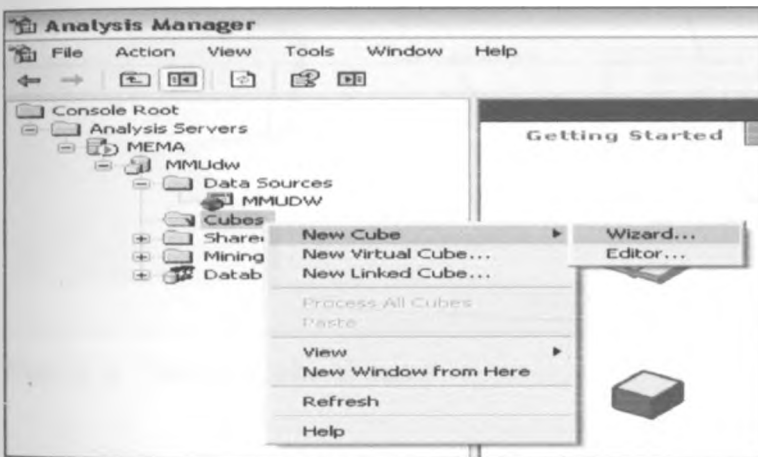 Analysis Manager
File Action View Tools Window Help
Console Root
Analysis Servers
MEMA
MMUdw
Data Sources
MMUDW
Cubes
Mining
Getting Started
New Cube
New Virtual Cube...
New Linked Cube...
Process All Cubes
Paste
View
New Window from Here
Refresh
Help
Wizard...
Editor...